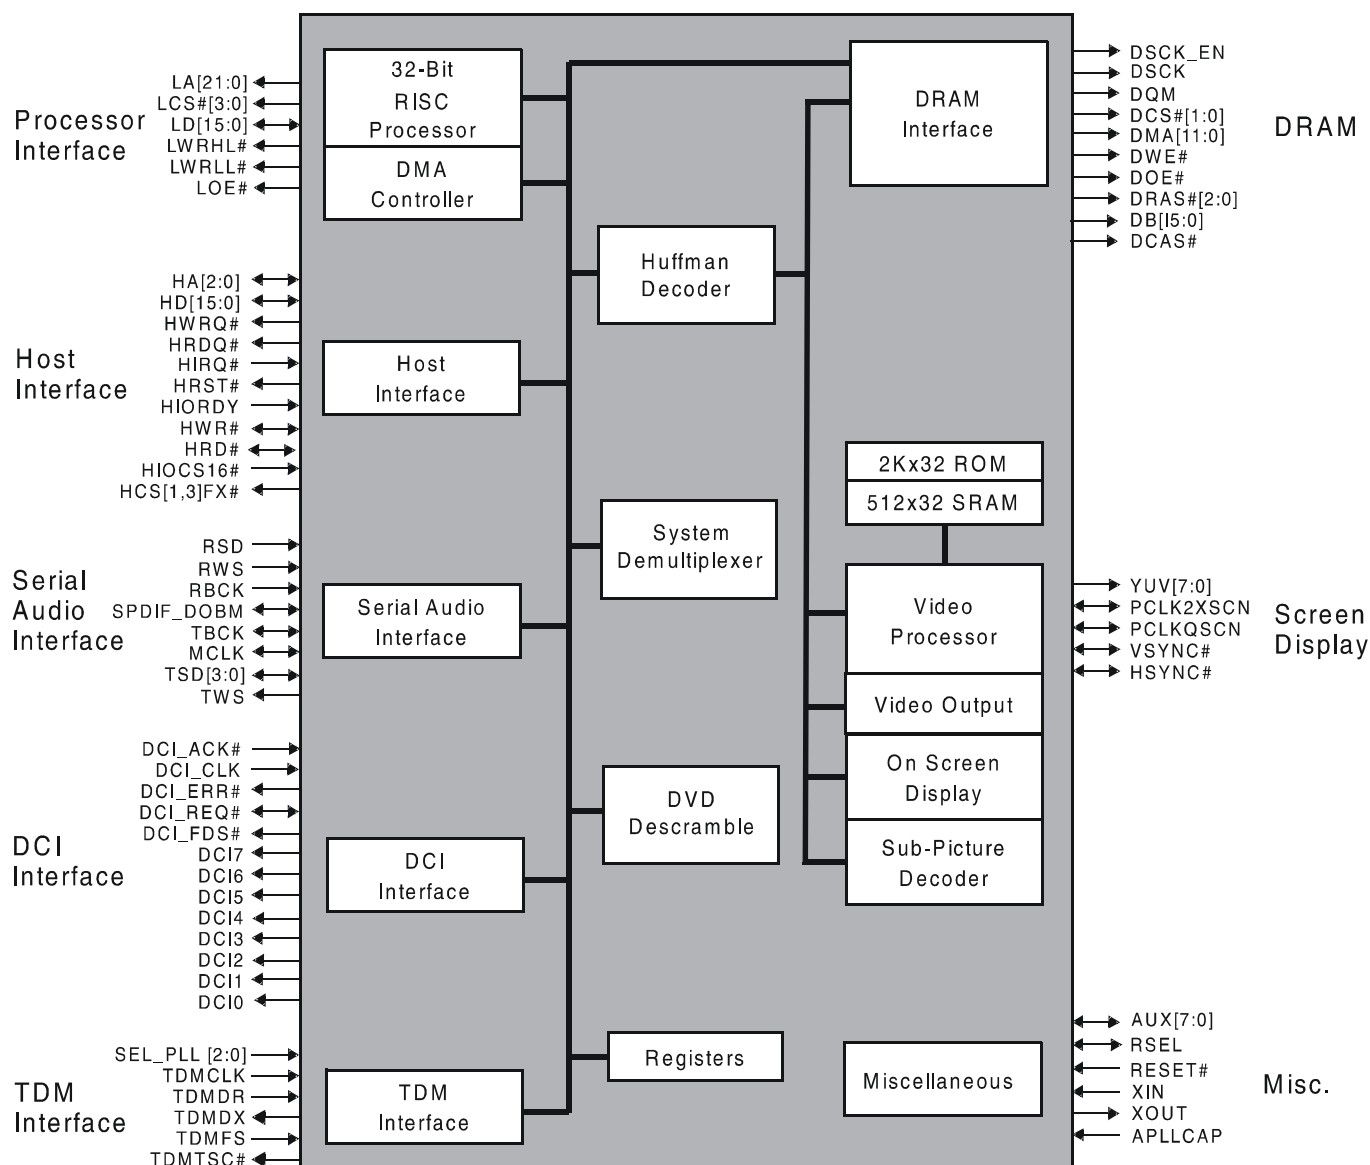 Processor
Interface
LA[21:0]
LCS#[3:0]
LD[15:0]
LWRHL#
LWRLL#
LOE#
Host
Interface
HA[2:0]
HD[15:0]
HWRQ#
HRDQ#
HIRQ#
HRST#
HIORDY
HWR#
HRD#
HIOCS16#
HCS[1,3]FX#
Serial
Audio
Interface
RSD
RWS
RBCK
SPDIF_DOBM
TBCK
MCLK
TSD[3:0]
TWS
DCI
Interface
DCI_ACK#
DCI_CLK
DCI_ERR#
DCI_REQ#
DCI_FDS#
DCI7
DCI6
DCI5
DCI4
DCI3
DCI2
DCI1
DCI0
TDM
Interface
SEL_PLL [2:0]
TDMCLK
TDMDR
TDMDX
TDMFS
TDMTSC#
32-Bit
RISC
Processor
DMA
Controller
Host
Interface
Serial Audio
Interface
DCI
Interface
TDM
Interface
Huffman
Decoder
System
Demultiplexer
DVD
Descramble
Registers
DRAM
Interface
2Kx32 ROM
512x32 SRAM
Video
Processor
Video Output
On Screen
Display
Sub-Picture
Decoder
Miscellaneous
DSCK_EN
DSCK
DQM
DCS#[1:0]
DMA[11:0]
DWE#
DOE#
DRAS#[2:0]
DB[I5:0]
DCAS#
DRAM
YUV[7:0]
PCLK2XSCN
PCLKQSCN
VSYNC#
HSYNC#
Screen
Display
AUX[7:0]
RSEL
RESET#
XIN
XOUT
APLLCAP
Misc.